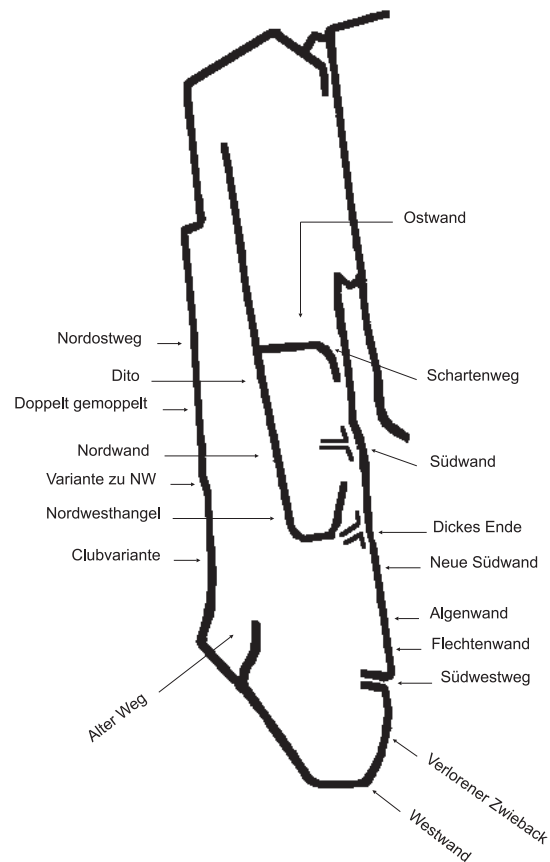 Ostwand
Nordostweg
Dito
Schartenweg
Doppelt gemoppelt
Nordwand
Südwand
Variante zu NW
Nordwesthangel
Dickes Ende
Clubvariante
Neue Südwand
Algenwand
Flechtenwand
Südwestweg
Alter Weg
Verlorener Zwieback
Westwand